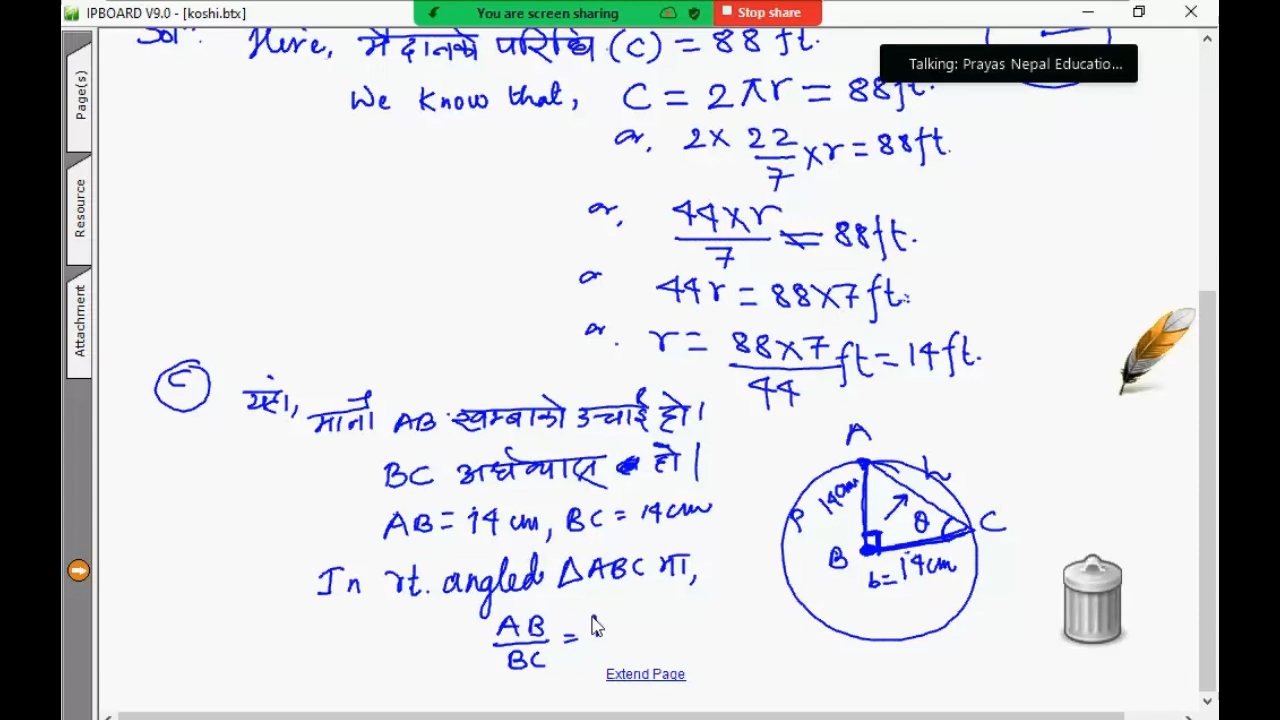 IPBOARD V9.0 - [koshi.btx]
You are screen sharing
Stop share
Talking: Prayas Nepal Educatio...
Page(s)
Resource
Attachment
Solⁿ. Here, मैदानको परिधि (C) = 88 ft.
We know that, C = 2πr = 88ft.
or, 2 × 22/7 × r = 88ft.
or, 44×r/7 = 88ft.
or 44r = 88×7 ft.
or. r = 88×7/44 ft = 14ft.
C यहाँ, मानौ AB खम्बाको उचाई हो।
BC अर्धव्यास हो।
AB = 14 cm, BC = 14cm
In rt. angled ΔABC मा,
AB/BC =
A
h
14cm
P
θ
C
B
b = 14cm
Extend Page